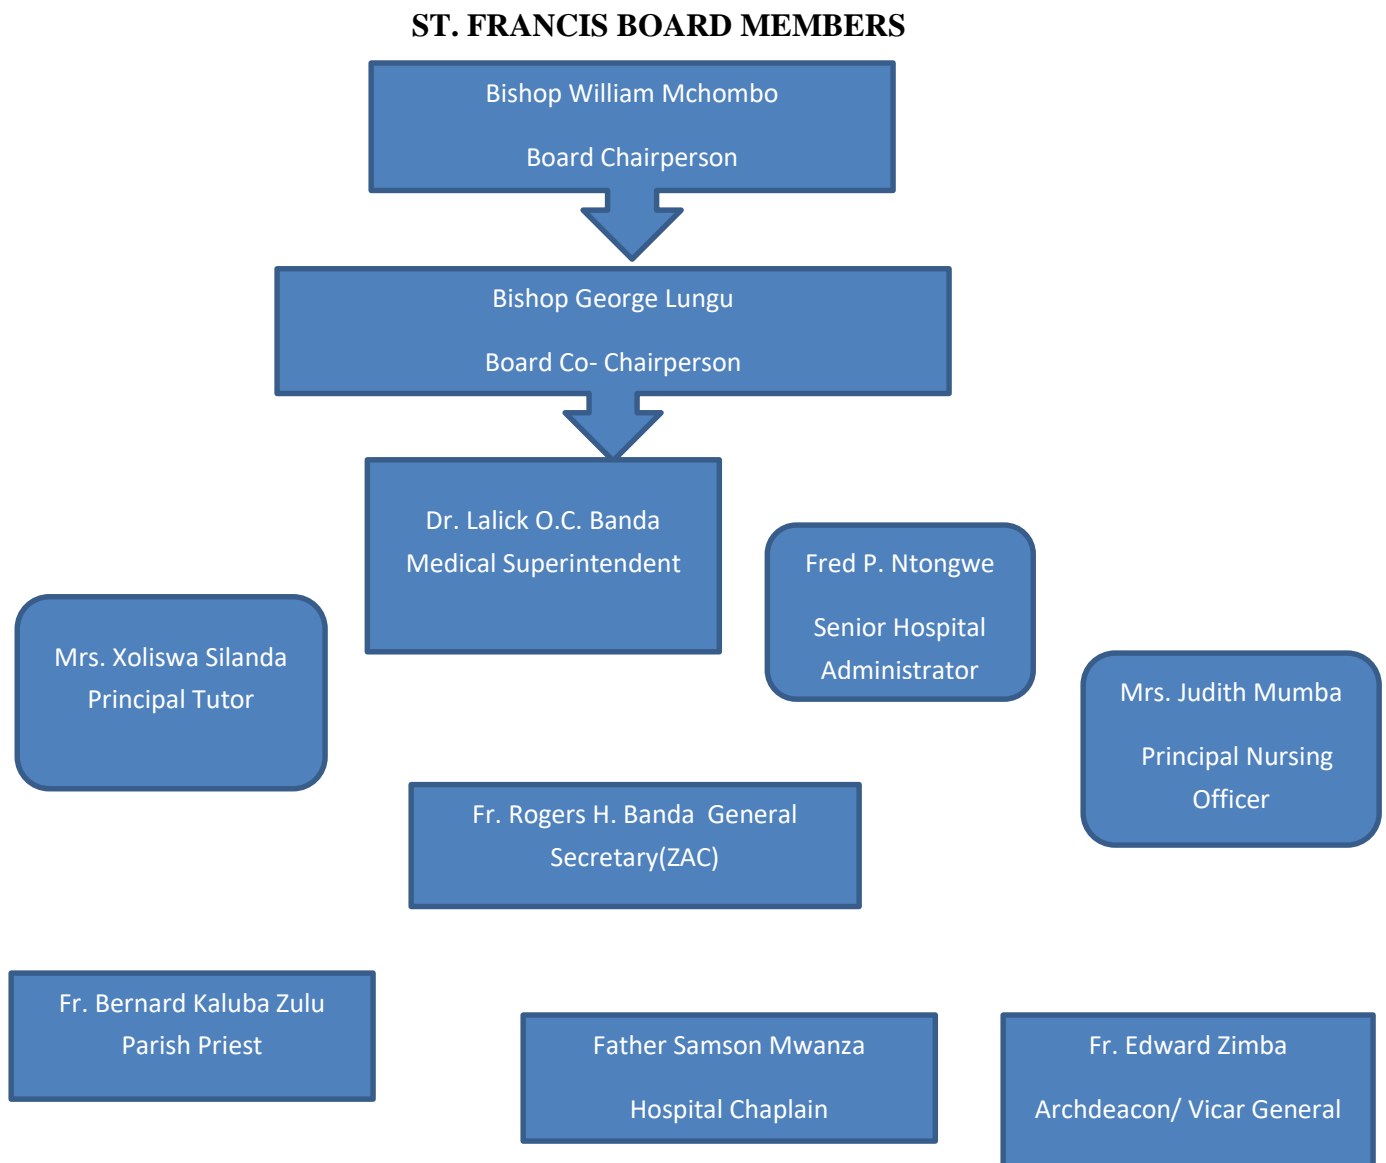 ST. FRANCIS BOARD MEMBERS
Bishop William Mchombo
Board Chairperson
Bishop George Lungu
Board Co- Chairperson
Dr. Lalick O.C. Banda
Medical Superintendent
Fred P. Ntongwe
Senior Hospital
Administrator
Mrs. Xoliswa Silanda
Principal Tutor
Mrs. Judith Mumba
Principal Nursing
Officer
Fr. Rogers H. Banda  General
Secretary(ZAC)
Fr. Bernard Kaluba Zulu
Parish Priest
Father Samson Mwanza
Hospital Chaplain
Fr. Edward Zimba
Archdeacon/ Vicar General